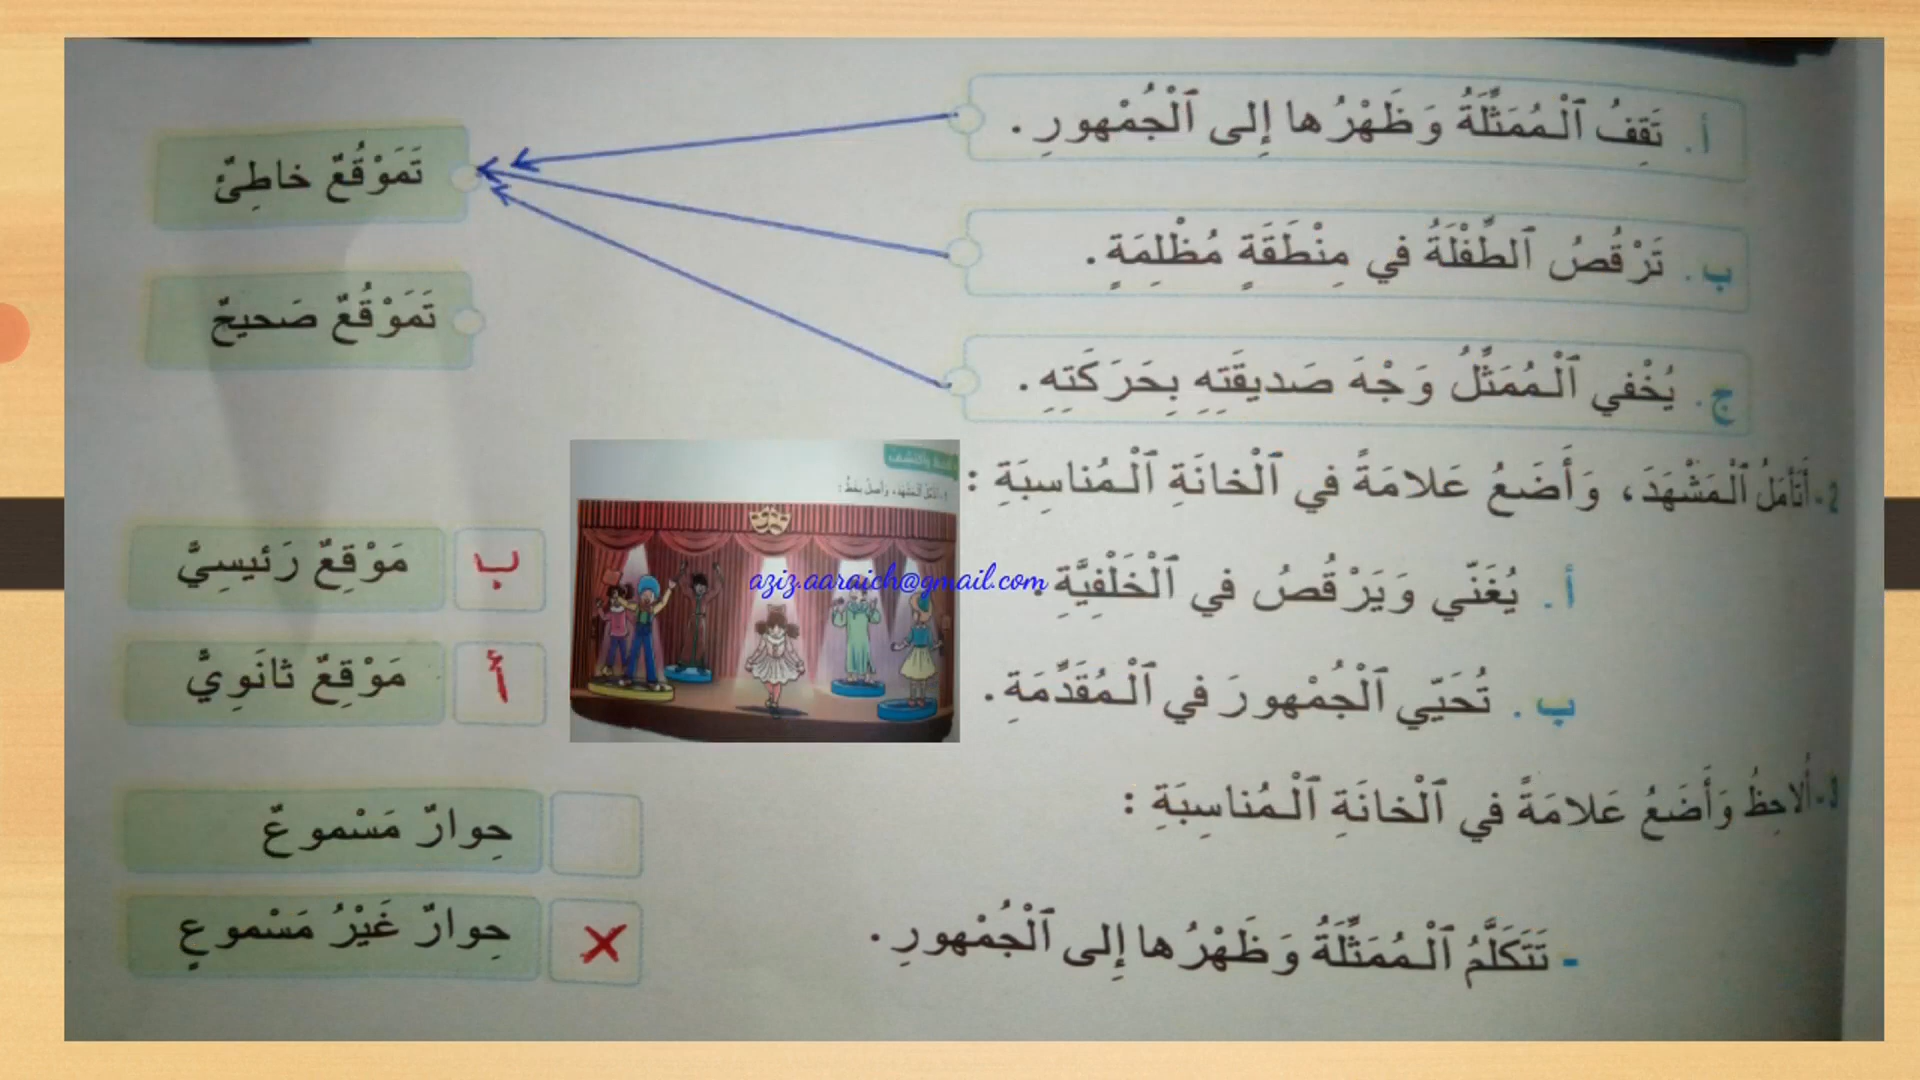 أ. تَقِفُ ٱلْمُمَثِّلَةُ وَظَهْرُها إِلى ٱلْجُمْهورِ.
تَمَوْقُعٌ خاطِئٌ
ب. تَرْقُصُ ٱلطِّفْلَةُ في مِنْطَقَةٍ مُظْلِمَةٍ.
تَمَوْقُعٌ صَحيحٌ
ج. يُخْفي ٱلْمُمَثِّلُ وَجْهَ صَديقَتِهِ بِحَرَكَتِهِ.
2- أَتَأَمَّلُ ٱلْمَشْهَدَ، وَأَضَعُ عَلامَةً في ٱلْخانَةِ ٱلْمُناسِبَةِ :
1- أَتَأَمَّلُ ٱلْمَشْهَدَ، وَأَصِلُ بِخَطٍّ :
أ. يُغَنّي وَيَرْقُصُ في ٱلْخَلْفِيَّةِ.
aziz.aaraich@gmail.com
ب مَوْقِعٌ رَئيسِيٌّ
ب. تُحَيّي ٱلْجُمْهورَ في ٱلْمُقَدِّمَةِ.
أ مَوْقِعٌ ثانَوِيٌّ
3- أُلاحِظُ وَأَضَعُ عَلامَةً في ٱلْخانَةِ ٱلْمُناسِبَةِ :
حِوارٌ مَسْموعٌ
- تَتَكَلَّمُ ٱلْمُمَثِّلَةُ وَظَهْرُها إِلى ٱلْجُمْهورِ.
X حِوارٌ غَيْرُ مَسْموعٍ